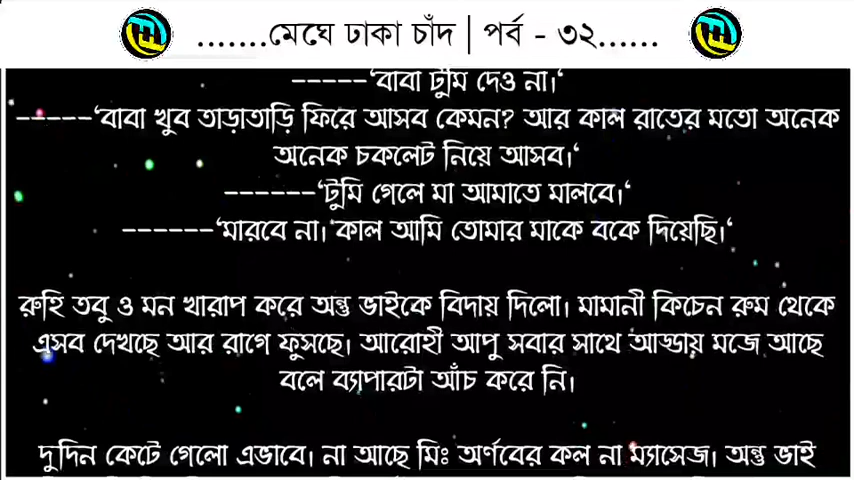 .......মেঘে ঢাকা চাঁদ | পর্ব - ৩২......
-----‘বাবা টুমি দেও না।‘
-----‘বাবা খুব তাড়াতাড়ি ফিরে আসব কেমন? আর কাল রাতের মতো অনেক
অনেক চকলেট নিয়ে আসব।‘
------‘টুমি গেলে মা আমাতে মালবে।‘
------‘মারবে না। কাল আমি তোমার মাকে বকে দিয়েছি।‘
রুহি তবু ও মন খারাপ করে অন্তু ভাইকে বিদায় দিলো। মামানী কিচেন রুম থেকে
এসব দেখছে আর রাগে ফুসছে। আরোহী আপু সবার সাথে আড্ডায় মজে আছে
বলে ব্যাপারটা আঁচ করে নি।
দুদিন কেটে গেলো এভাবে। না আছে মিঃ অর্ণবের কল না ম্যাসেজ। অন্তু ভাই